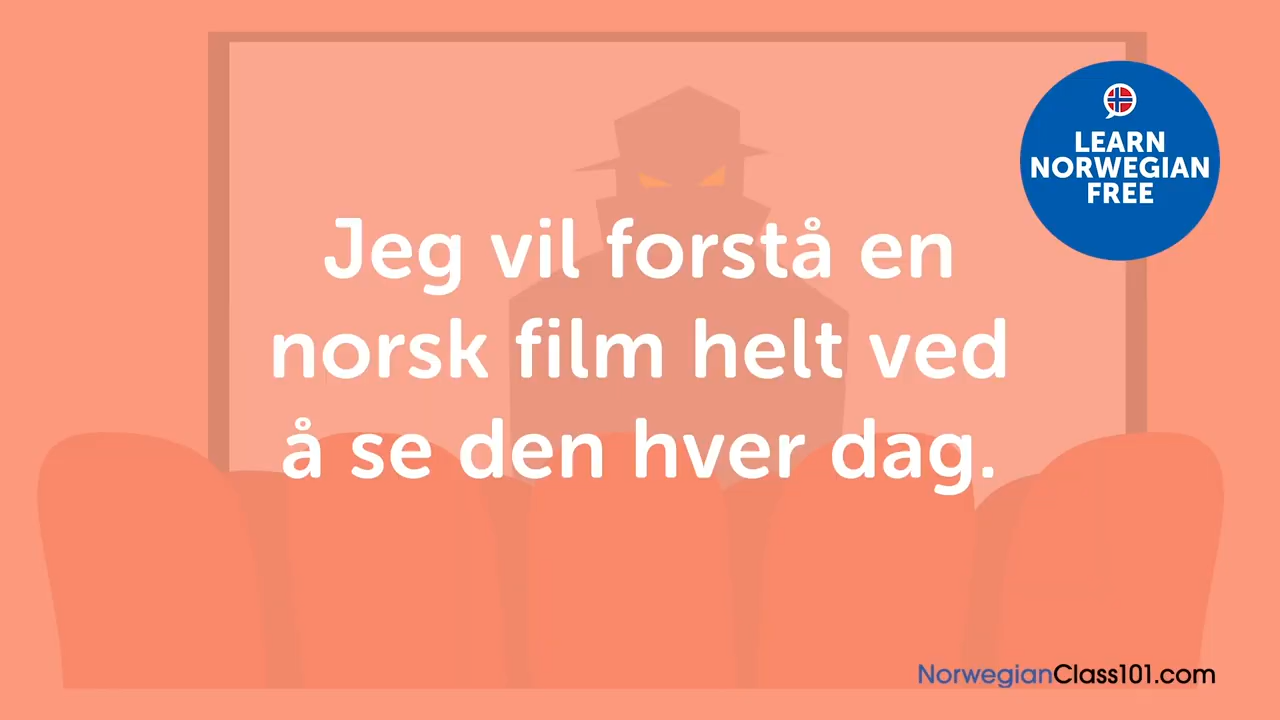 LEARN
NORWEGIAN
FREE
Jeg vil forstå en
norsk film helt ved
å se den hver dag.
NorwegianClass101.com